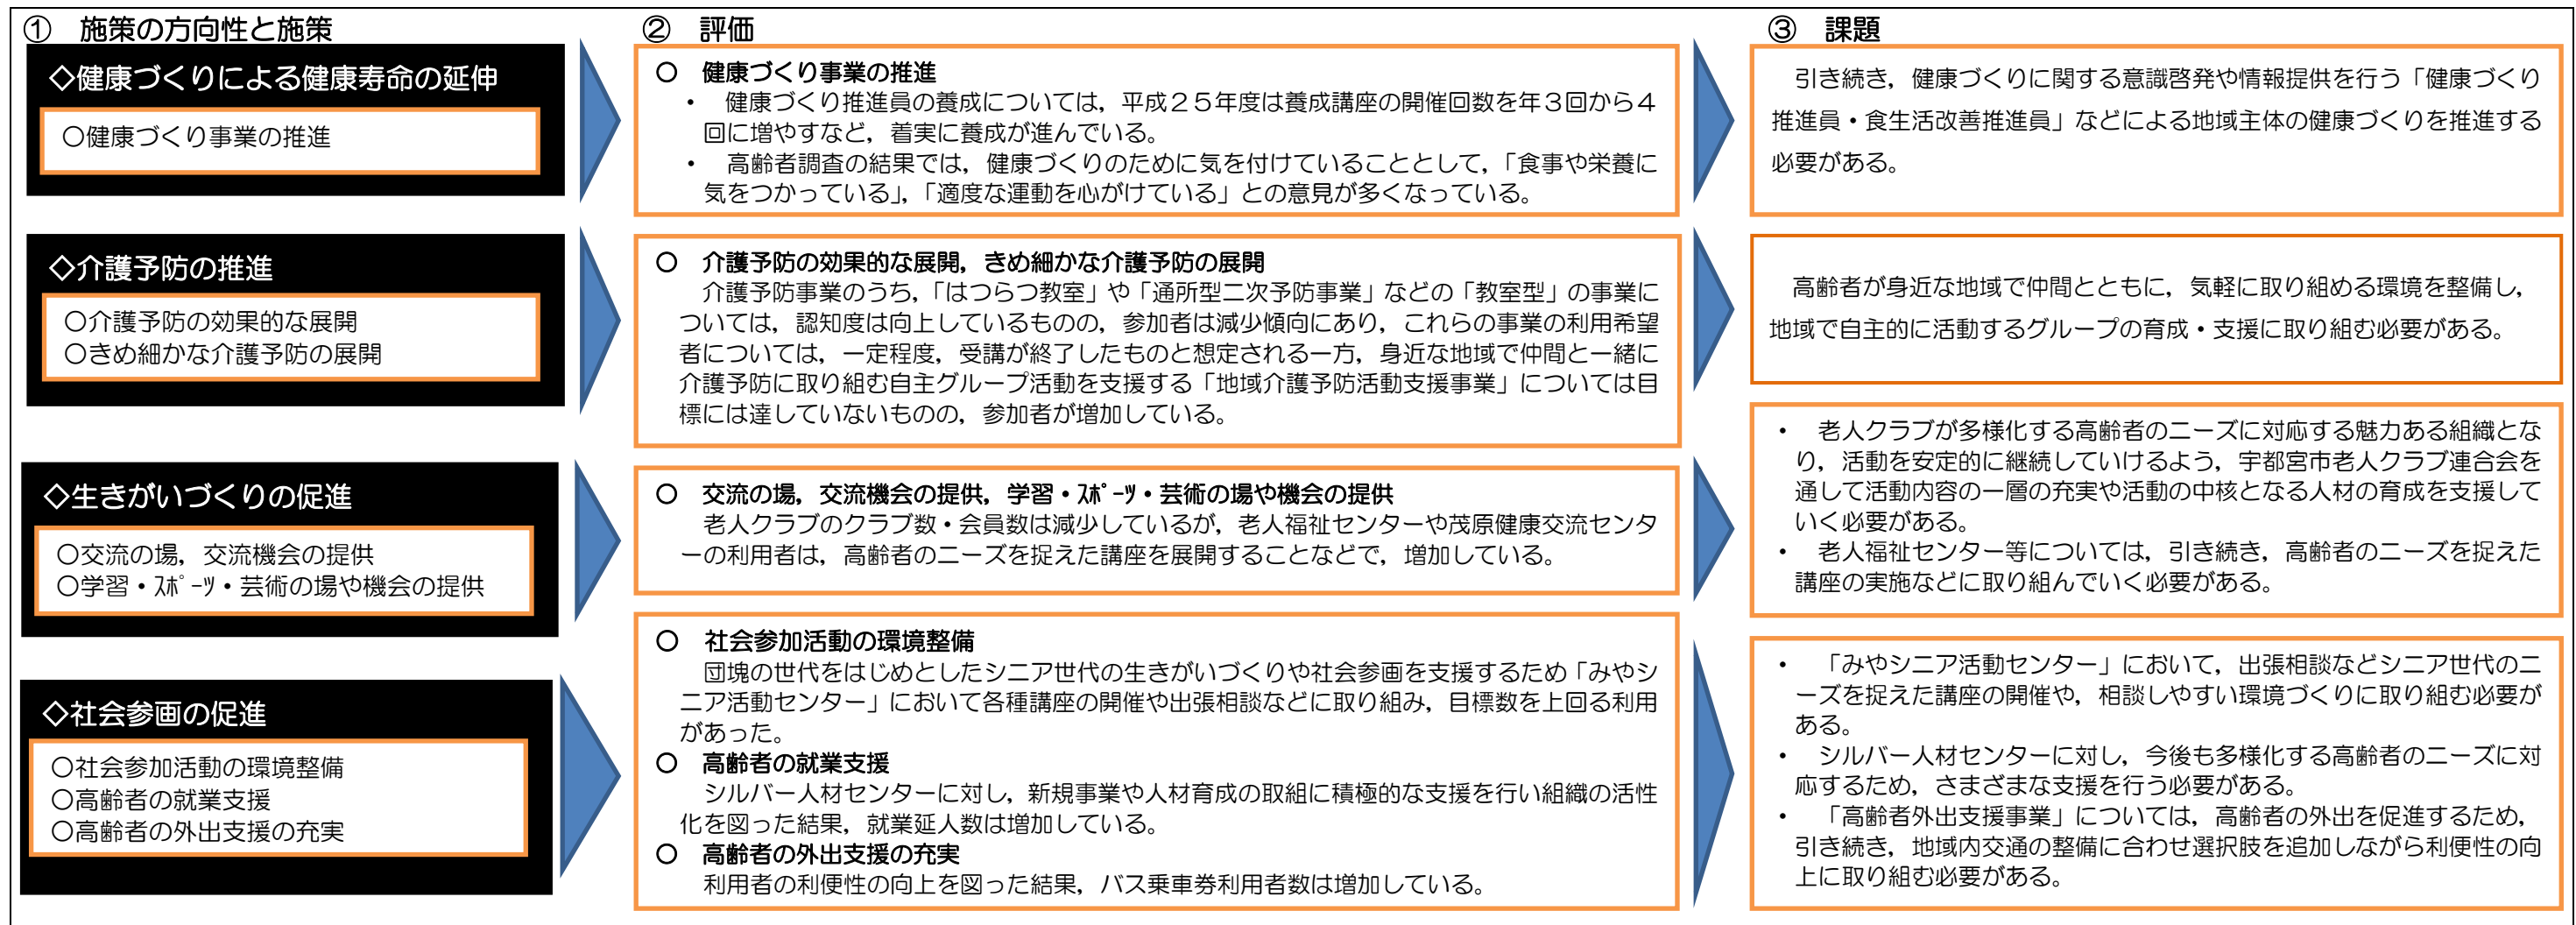 ① 施策の方向性と施策
◇健康づくりによる健康寿命の延伸
○健康づくり事業の推進
◇介護予防の推進
○介護予防の効果的な展開
○きめ細かな介護予防の展開
◇生きがいづくりの促進
○交流の場，交流機会の提供
○学習・ｽﾎﾟｰﾂ・芸術の場や機会の提供
◇社会参画の促進
○社会参加活動の環境整備
○高齢者の就業支援
○高齢者の外出支援の充実
② 評価
○ 健康づくり事業の推進
・ 健康づくり推進員の養成については，平成２５年度は養成講座の開催回数を年３回から４
回に増やすなど，着実に養成が進んでいる。
・ 高齢者調査の結果では，健康づくりのために気を付けていることとして，「食事や栄養に
気をつかっている」，「適度な運動を心がけている」との意見が多くなっている。
○ 介護予防の効果的な展開，きめ細かな介護予防の展開
介護予防事業のうち，「はつらつ教室」や「通所型二次予防事業」などの「教室型」の事業に
ついては，認知度は向上しているものの，参加者は減少傾向にあり，これらの事業の利用希望
者については，一定程度，受講が終了したものと想定される一方，身近な地域で仲間と一緒に
介護予防に取り組む自主グループ活動を支援する「地域介護予防活動支援事業」については目
標には達していないものの，参加者が増加している。
○ 交流の場，交流機会の提供，学習・ｽﾎﾟｰﾂ・芸術の場や機会の提供
老人クラブのクラブ数・会員数は減少しているが，老人福祉センターや茂原健康交流センタ
ーの利用者は，高齢者のニーズを捉えた講座を展開することなどで，増加している。
○ 社会参加活動の環境整備
団塊の世代をはじめとしたシニア世代の生きがいづくりや社会参画を支援するため「みやシ
ニア活動センター」において各種講座の開催や出張相談などに取り組み，目標数を上回る利用
があった。
○ 高齢者の就業支援
シルバー人材センターに対し，新規事業や人材育成の取組に積極的な支援を行い組織の活性
化を図った結果，就業延人数は増加している。
○ 高齢者の外出支援の充実
利用者の利便性の向上を図った結果，バス乗車券利用者数は増加している。
③ 課題
引き続き，健康づくりに関する意識啓発や情報提供を行う「健康づくり
推進員・食生活改善推進員」などによる地域主体の健康づくりを推進する
必要がある。
高齢者が身近な地域で仲間とともに，気軽に取り組める環境を整備し，
地域で自主的に活動するグループの育成・支援に取り組む必要がある。
・ 老人クラブが多様化する高齢者のニーズに対応する魅力ある組織とな
り，活動を安定的に継続していけるよう，宇都宮市老人クラブ連合会を
通して活動内容の一層の充実や活動の中核となる人材の育成を支援して
いく必要がある。
・ 老人福祉センター等については，引き続き，高齢者のニーズを捉えた
講座の実施などに取り組んでいく必要がある。
・ 「みやシニア活動センター」において，出張相談などシニア世代のニ
ーズを捉えた講座の開催や，相談しやすい環境づくりに取り組む必要が
ある。
・ シルバー人材センターに対し，今後も多様化する高齢者のニーズに対
応するため，さまざまな支援を行う必要がある。
・ 「高齢者外出支援事業」については，高齢者の外出を促進するため，
引き続き，地域内交通の整備に合わせ選択肢を追加しながら利便性の向
上に取り組む必要がある。